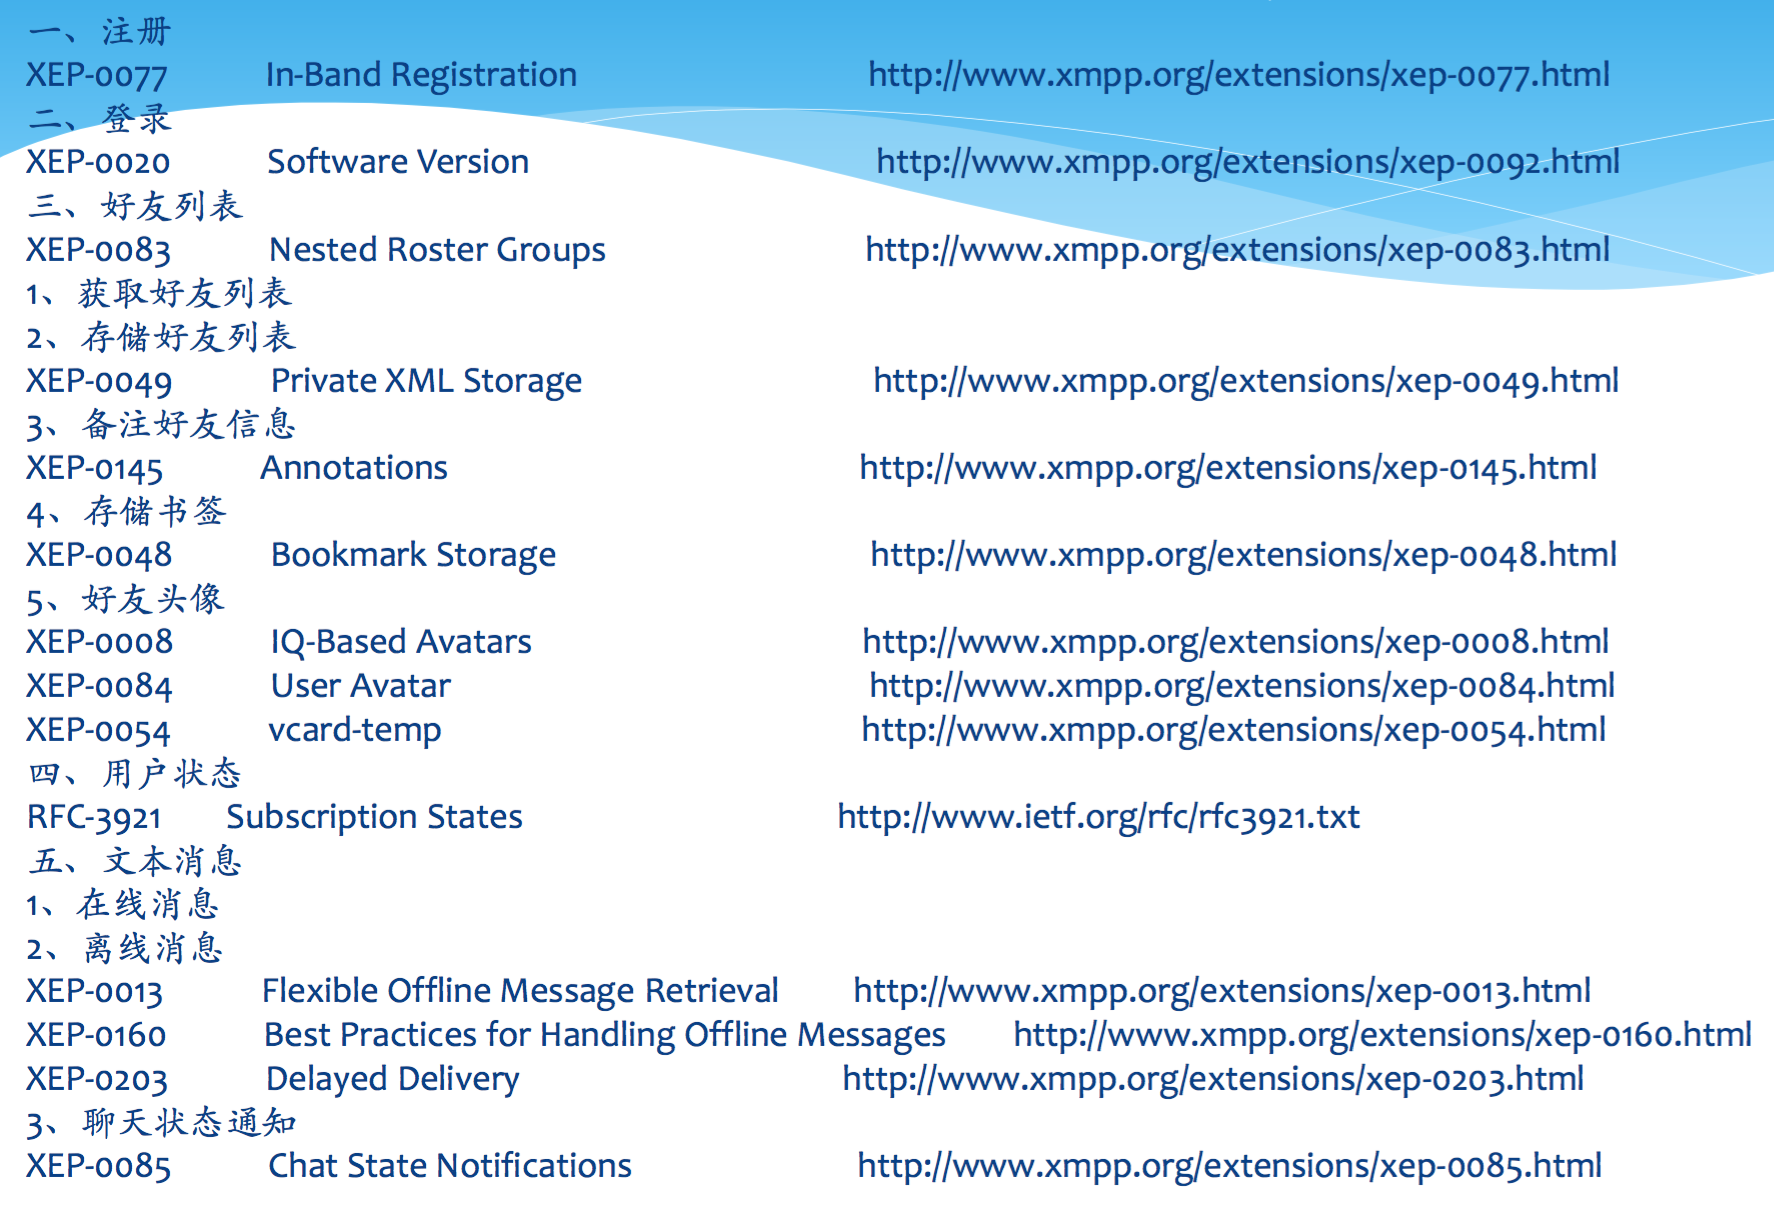 一、注册
XEP-0077 In-Band Registration http://www.xmpp.org/extensions/xep-0077.html
二、登录
XEP-0020 Software Version http://www.xmpp.org/extensions/xep-0092.html
三、好友列表
XEP-0083 Nested Roster Groups http://www.xmpp.org/extensions/xep-0083.html
1、获取好友列表
2、存储好友列表
XEP-0049 Private XML Storage http://www.xmpp.org/extensions/xep-0049.html
3、备注好友信息
XEP-0145 Annotations http://www.xmpp.org/extensions/xep-0145.html
4、存储书签
XEP-0048 Bookmark Storage http://www.xmpp.org/extensions/xep-0048.html
5、好友头像
XEP-0008 IQ-Based Avatars http://www.xmpp.org/extensions/xep-0008.html
XEP-0084 User Avatar http://www.xmpp.org/extensions/xep-0084.html
XEP-0054 vcard-temp http://www.xmpp.org/extensions/xep-0054.html
四、用户状态
RFC-3921 Subscription States http://www.ietf.org/rfc/rfc3921.txt
五、文本消息
1、在线消息
2、离线消息
XEP-0013 Flexible Offline Message Retrieval http://www.xmpp.org/extensions/xep-0013.html
XEP-0160 Best Practices for Handling Offline Messages http://www.xmpp.org/extensions/xep-0160.html
XEP-0203 Delayed Delivery http://www.xmpp.org/extensions/xep-0203.html
3、聊天状态通知
XEP-0085 Chat State Notifications http://www.xmpp.org/extensions/xep-0085.html